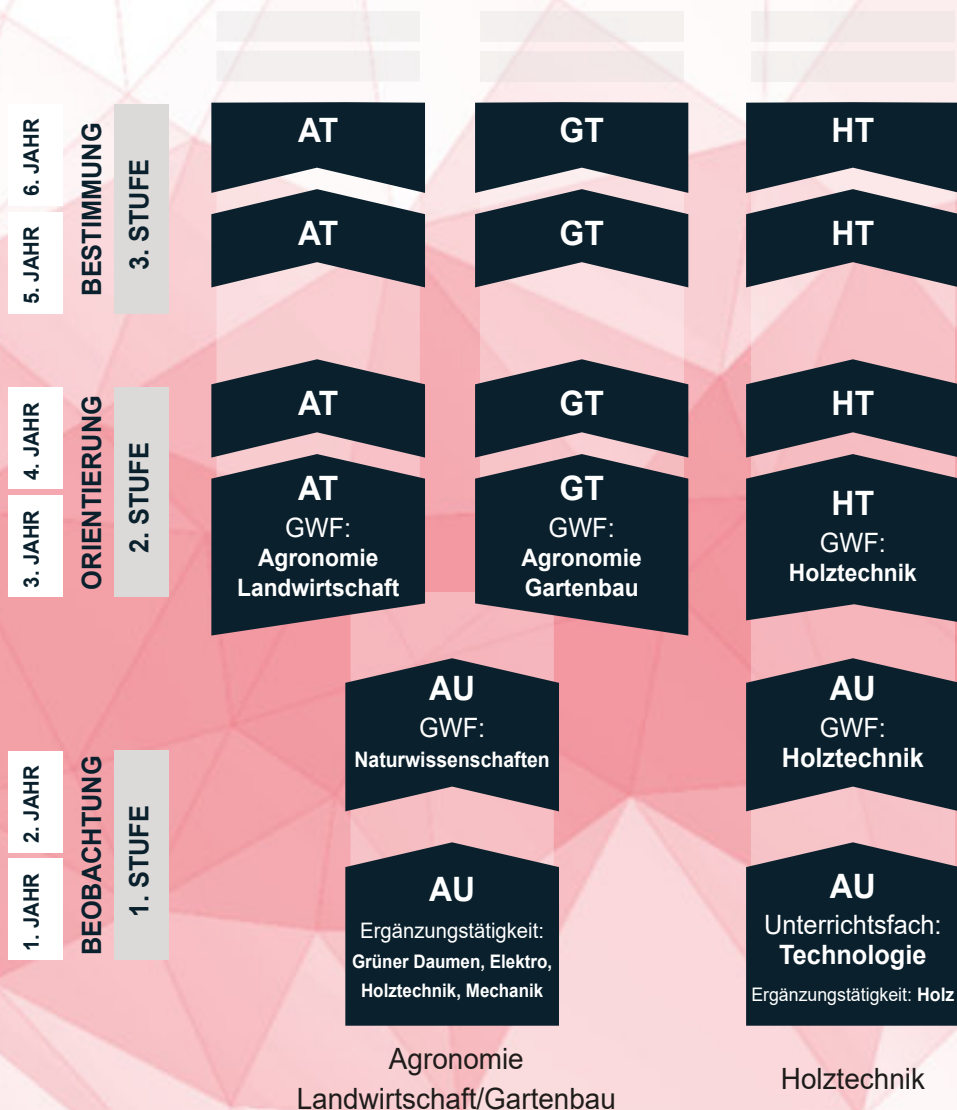 6. JAHR
5. JAHR
BESTIMMUNG
3. STUFE
AT
GT
HT
AT
GT
HT
4. JAHR
3. JAHR
ORIENTIERUNG
2. STUFE
AT
GT
HT
AT
GWF:
Agronomie
Landwirtschaft
GT
GWF:
Agronomie
Gartenbau
HT
GWF:
Holztechnik
2. JAHR
1. JAHR
BEOBACHTUNG
1. STUFE
AU
GWF:
Naturwissenschaften
AU
GWF:
Holztechnik
AU
Ergänzungstätigkeit:
Grüner Daumen, Elektro,
Holztechnik, Mechanik
AU
Unterrichtsfach:
Technologie
Ergänzungstätigkeit: Holz
Agronomie
Landwirtschaft/Gartenbau
Holztechnik